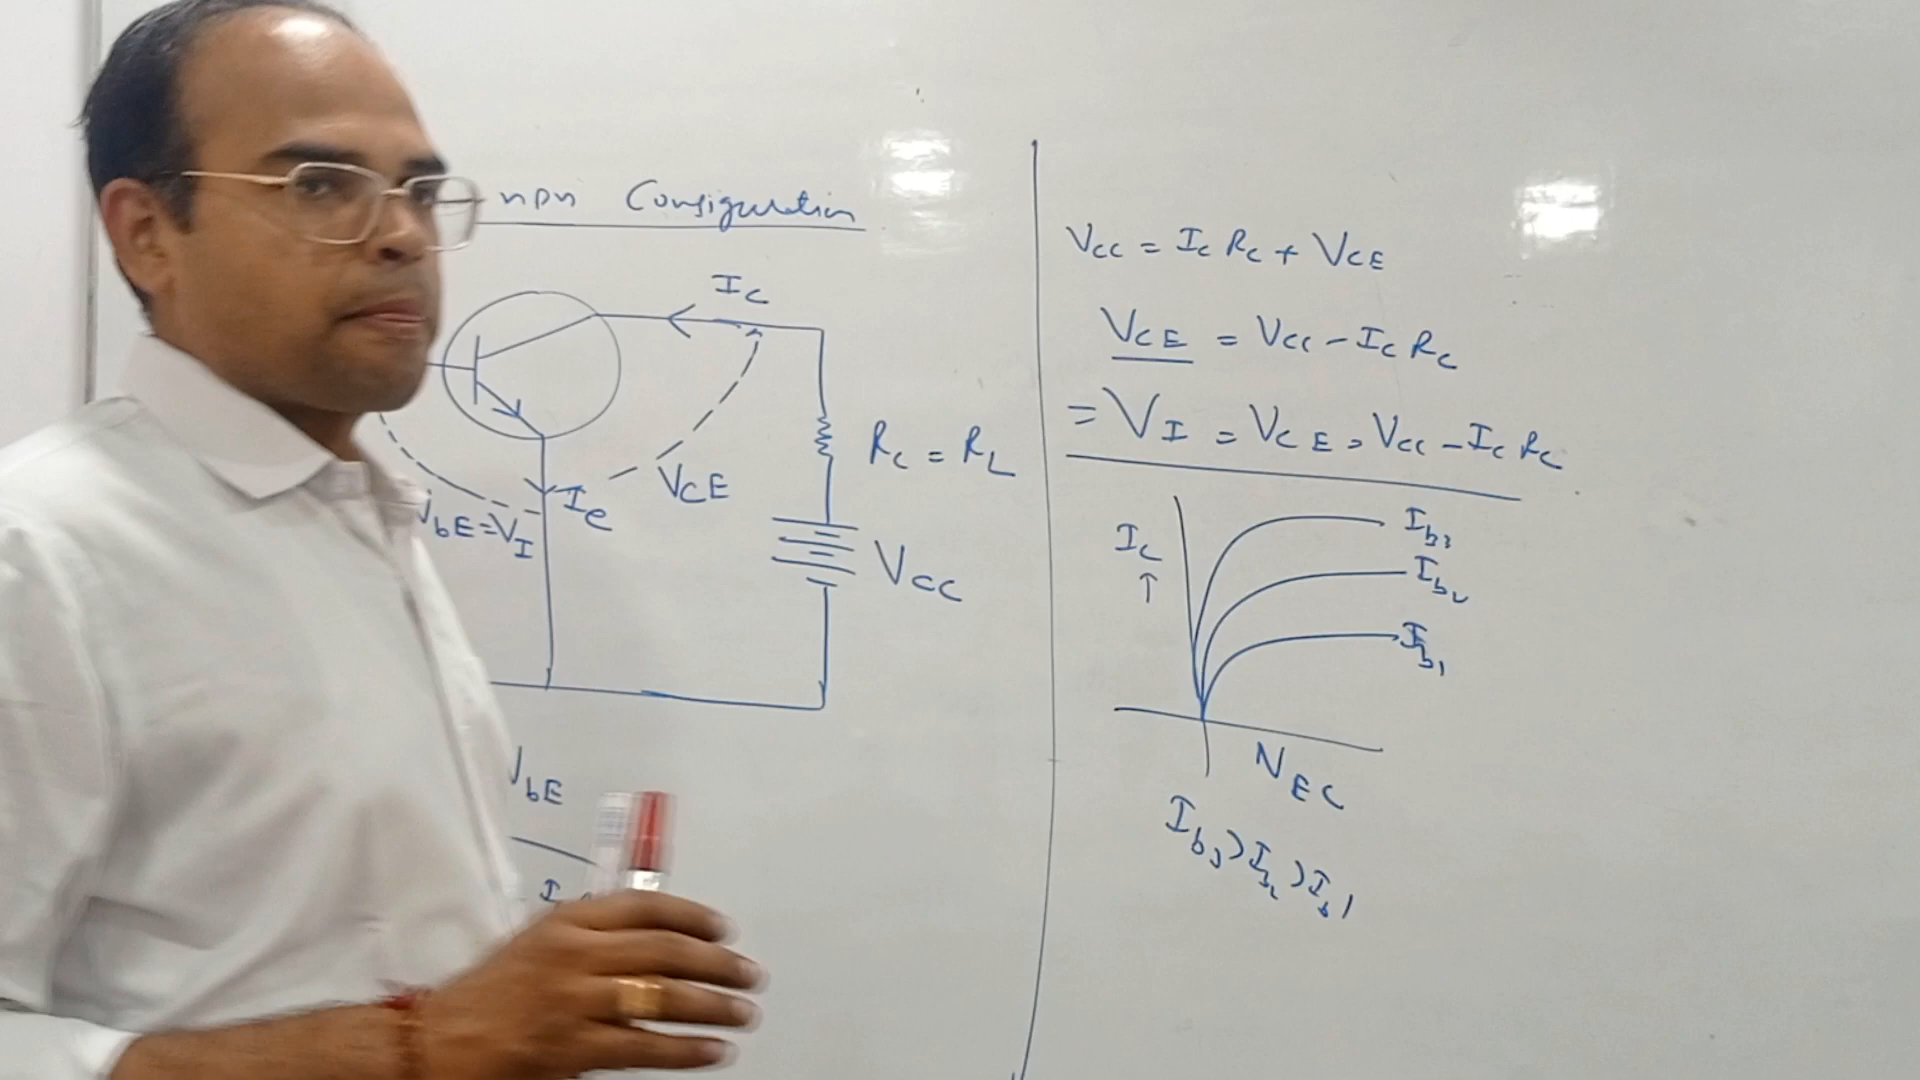 npn Configuration
Ic
Rc = RL
VCE
Ie
VbE=VI
Vcc
VbE
I
Vcc = Ic Rc + VCE
VCE = Vcc - Ic Rc
= VI = VCE = Vcc - Ic Rc
Ic
↑
Ib3
Ib2
Ib1
VEC
Ib3 > Ib2 > Ib1